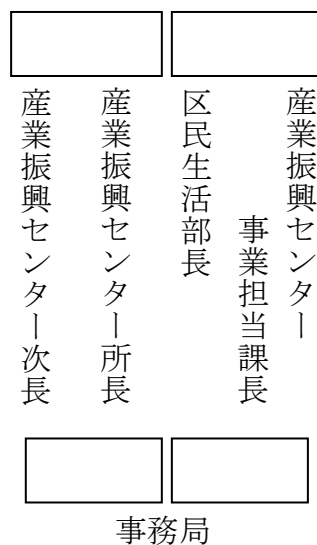 産業振興センター
事業担当課長
区民生活部長
産業振興センター所長
産業振興センター次長
事務局